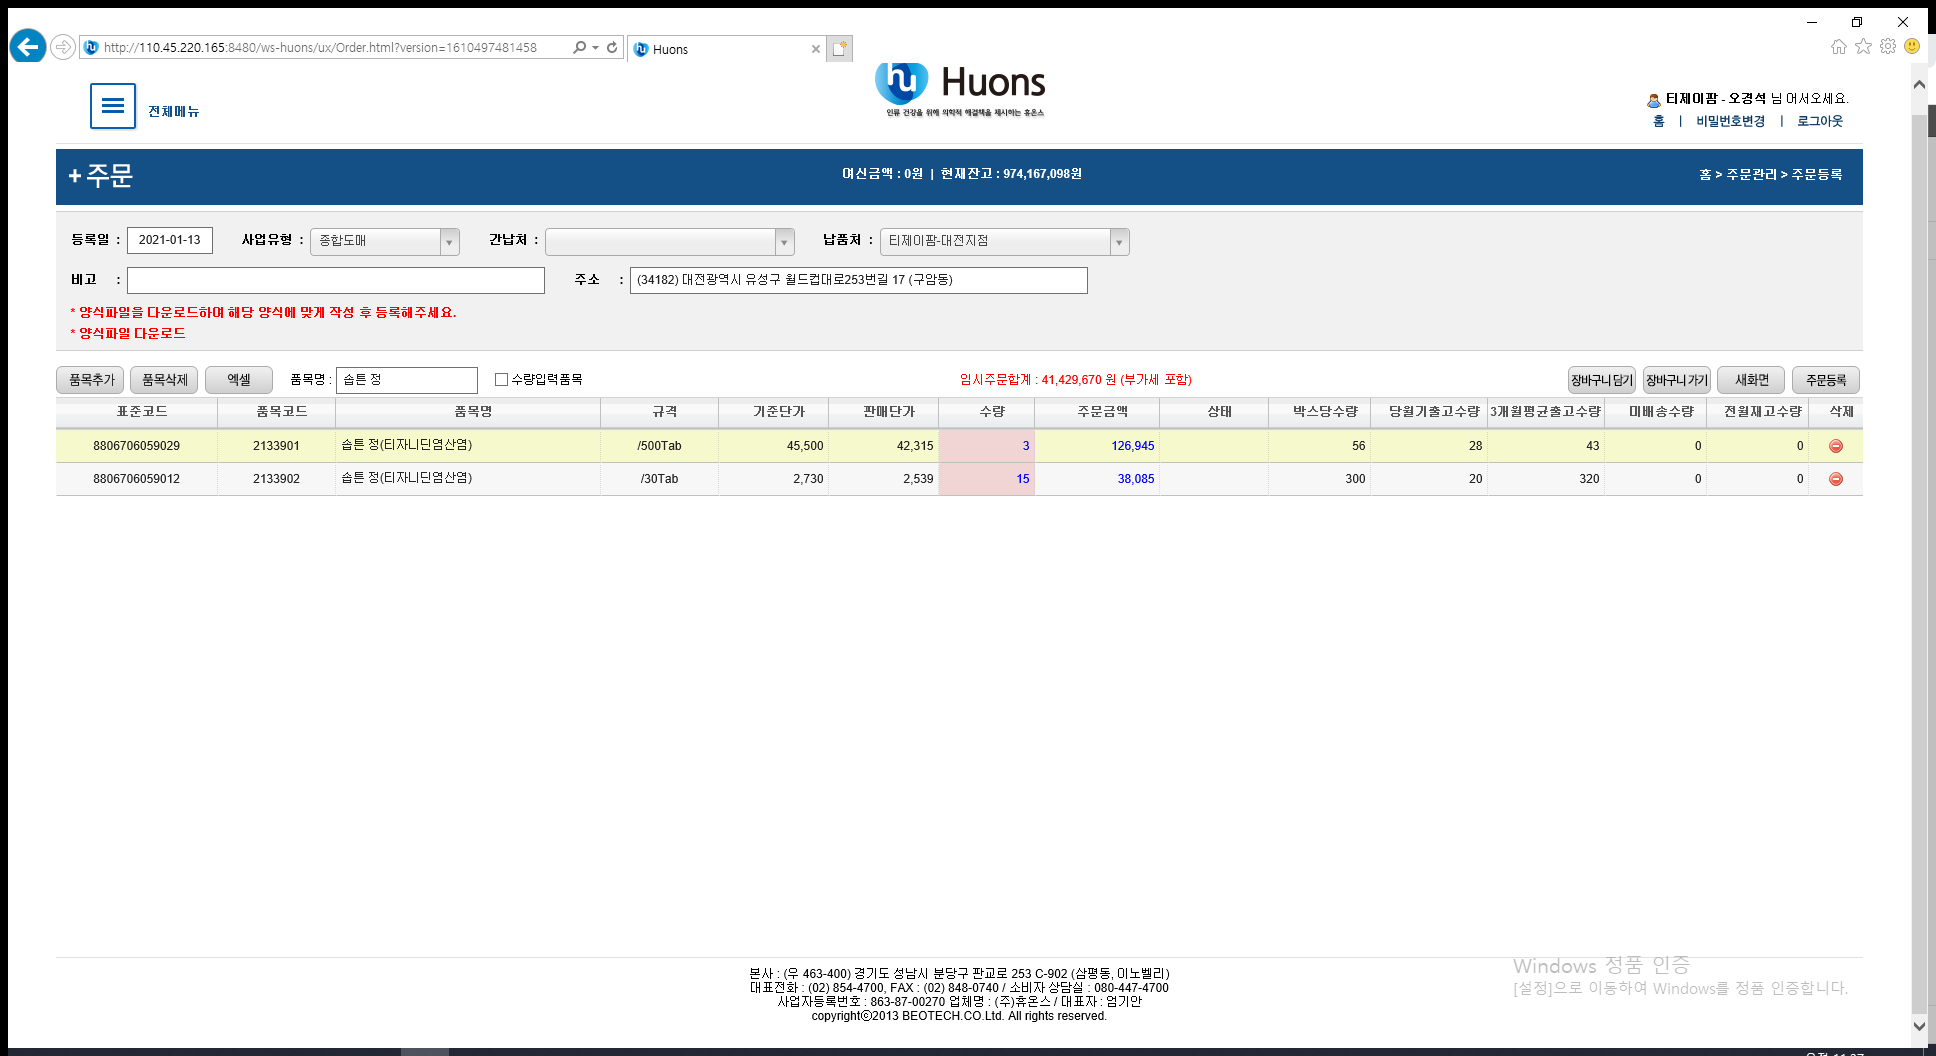 http://110.45.220.165:8480/ws-huons/ux/Order.html?version=1610497481458
Huons
전체메뉴
hu Huons
인류 건강을 위해 의학적 해결책을 제시하는 휴온스
티제이팜 - 오경석 님 어서오세요.
홈 | 비밀번호변경 | 로그아웃
+ 주문
여신금액 : 0원 | 현재잔고 : 974,167,098원
홈 > 주문관리 > 주문등록
등록일 : 2021-01-13 사업유형 : 종합도매 간납처 : 납품처 : 티제이팜-대전지점
비고 : 주소 : (34182) 대전광역시 유성구 월드컵대로253번길 17 (구암동)
* 양식파일을 다운로드하여 해당 양식에 맞게 작성 후 등록해주세요.
* 양식파일 다운로드
품목추가 품목삭제 엑셀 품목명 : 솝튼 정 수량입력품목 임시주문합계 : 41,429,670 원 (부가세 포함) 장바구니담기 장바구니가기 새화면 주문등록
표준코드 품목코드 품목명 규격 기준단가 판매단가 수량 주문금액 상태 박스당수량 당월기출고수량 3개월평균출고수량 미배송수량 전월재고수량 삭제
8806706059029 2133901 솝튼 정(티자니딘염산염) /500Tab 45,500 42,315 3 126,945 56 28 43 0 0
8806706059012 2133902 솝튼 정(티자니딘염산염) /30Tab 2,730 2,539 15 38,085 300 20 320 0 0
본사 : (우 463-400) 경기도 성남시 분당구 판교로 253 C-902 (삼평동, 이노벨리)
대표전화 : (02) 854-4700, FAX : (02) 848-0740 / 소비자 상담실 : 080-447-4700
사업자등록번호 : 863-87-00270 업체명 : (주)휴온스 / 대표자 : 엄기안
copyrightⓒ2013 BEOTECH.CO.Ltd. All rights reserved.
Windows 정품 인증
[설정]으로 이동하여 Windows를 정품 인증합니다.